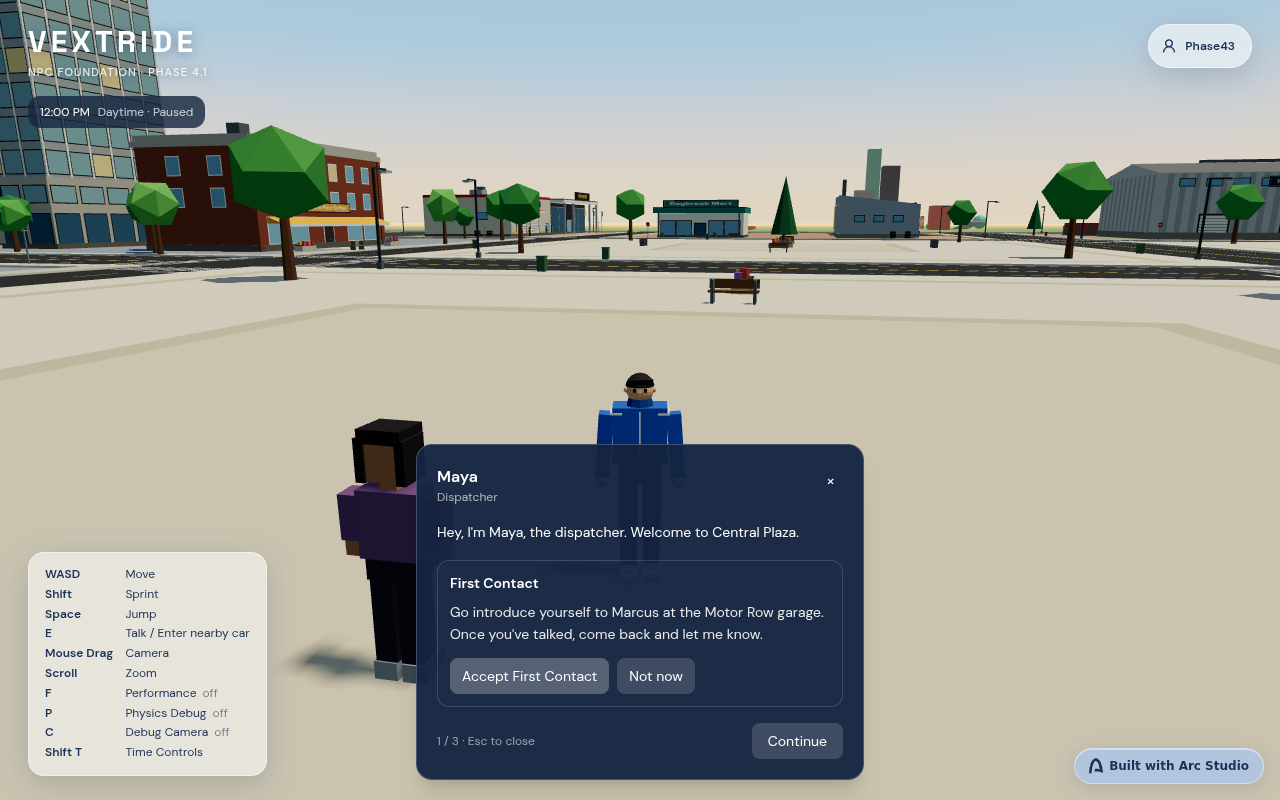 VEXTRIDE
NPC FOUNDATION · PHASE 4.1
12:00 PM Daytime · Paused
Phase43
Daybreak Mart
Maya
Dispatcher
×
Hey, I'm Maya, the dispatcher. Welcome to Central Plaza.
First Contact
Go introduce yourself to Marcus at the Motor Row garage.
Once you've talked, come back and let me know.
Accept First Contact
Not now
1 / 3 · Esc to close
Continue
WASD Move
Shift Sprint
Space Jump
E Talk / Enter nearby car
Mouse Drag Camera
Scroll Zoom
F Performance off
P Physics Debug off
C Debug Camera off
Shift T Time Controls
Built with Arc Studio